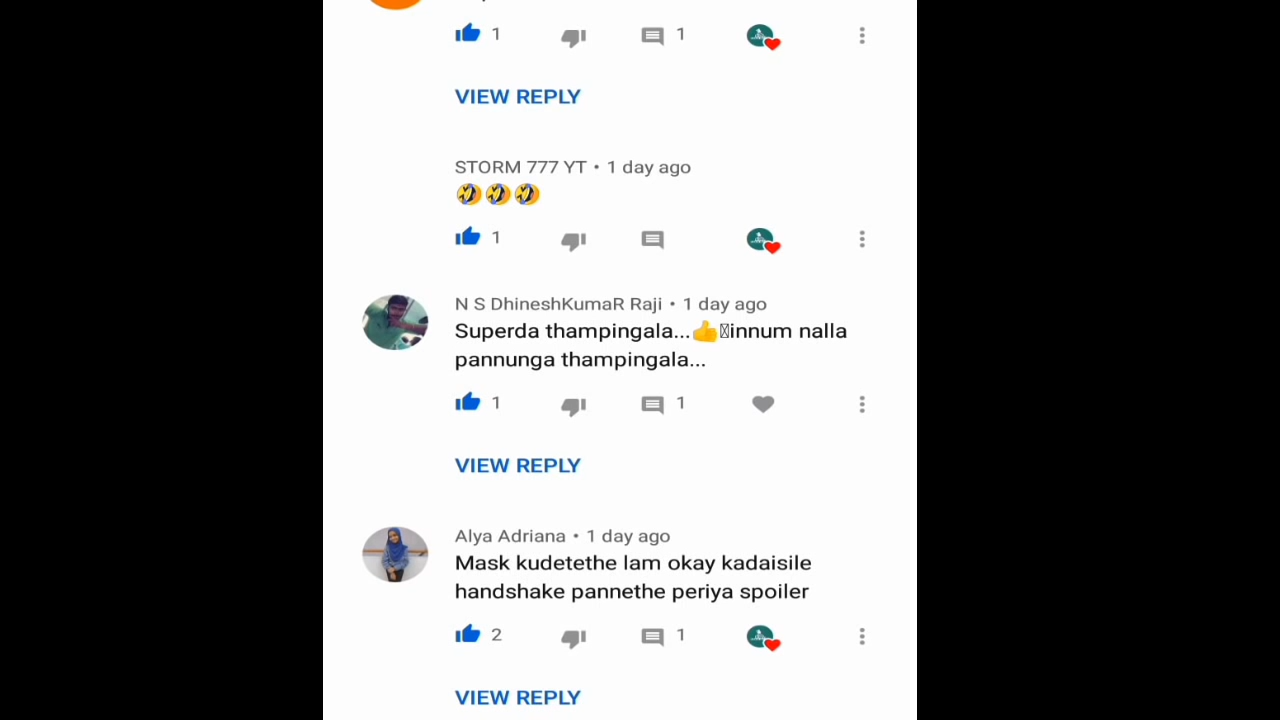 1 1
VIEW REPLY
STORM 777 YT • 1 day ago
🤣🤣🤣
1
N S DhineshKumaR Raji • 1 day ago
Superda thampingala...👍innum nalla
pannunga thampingala...
1 1
VIEW REPLY
Alya Adriana • 1 day ago
Mask kudetethe lam okay kadaisile
handshake pannethe periya spoiler
2 1
VIEW REPLY